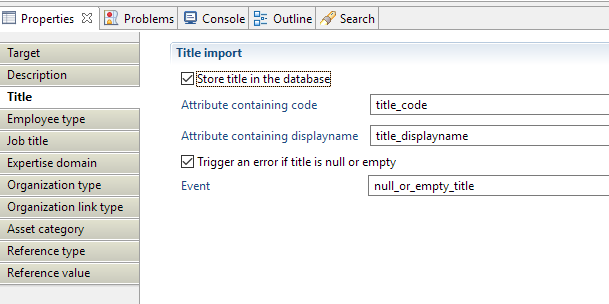 Properties Problems Console Outline Search
Target
Description
Title
Employee type
Job title
Expertise domain
Organization type
Organization link type
Asset category
Reference type
Reference value
Title import
Store title in the database
Attribute containing code title_code
Attribute containing displayname title_displayname
Trigger an error if title is null or empty
Event null_or_empty_title